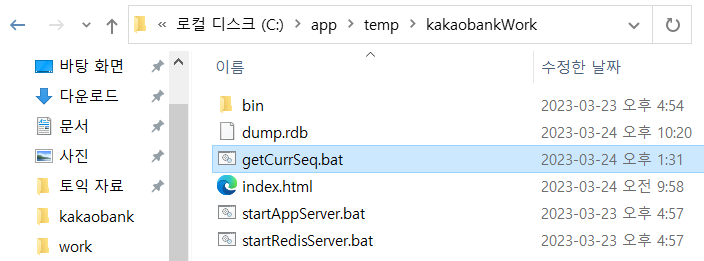 « 로컬 디스크 (C:) > app > temp > kakaobankWork
바탕 화면
다운로드
문서
사진
토익 자료
kakaobank
work
이름 수정한 날짜
bin 2023-03-23 오후 4:54
dump.rdb 2023-03-24 오후 10:20
getCurrSeq.bat 2023-03-24 오후 1:31
index.html 2023-03-24 오전 9:58
startAppServer.bat 2023-03-23 오후 4:57
startRedisServer.bat 2023-03-23 오후 4:57